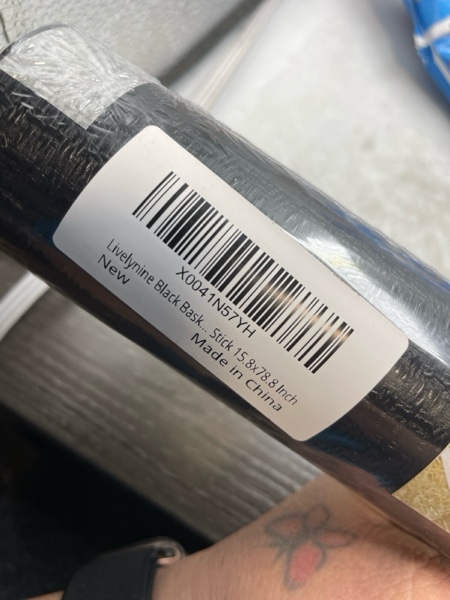 X0041N57YH
Livelynine Black Bask... Stick 15.8x78.8 Inch
New
Made in China